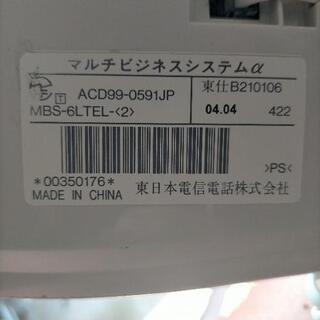 マルチビジネスシステムα
T ACD99-0591JP
東仕B210106
MBS-6LTEL-<2>
04.04 422
>PS<
*00350176*
MADE IN CHINA
東日本電信電話株式会社